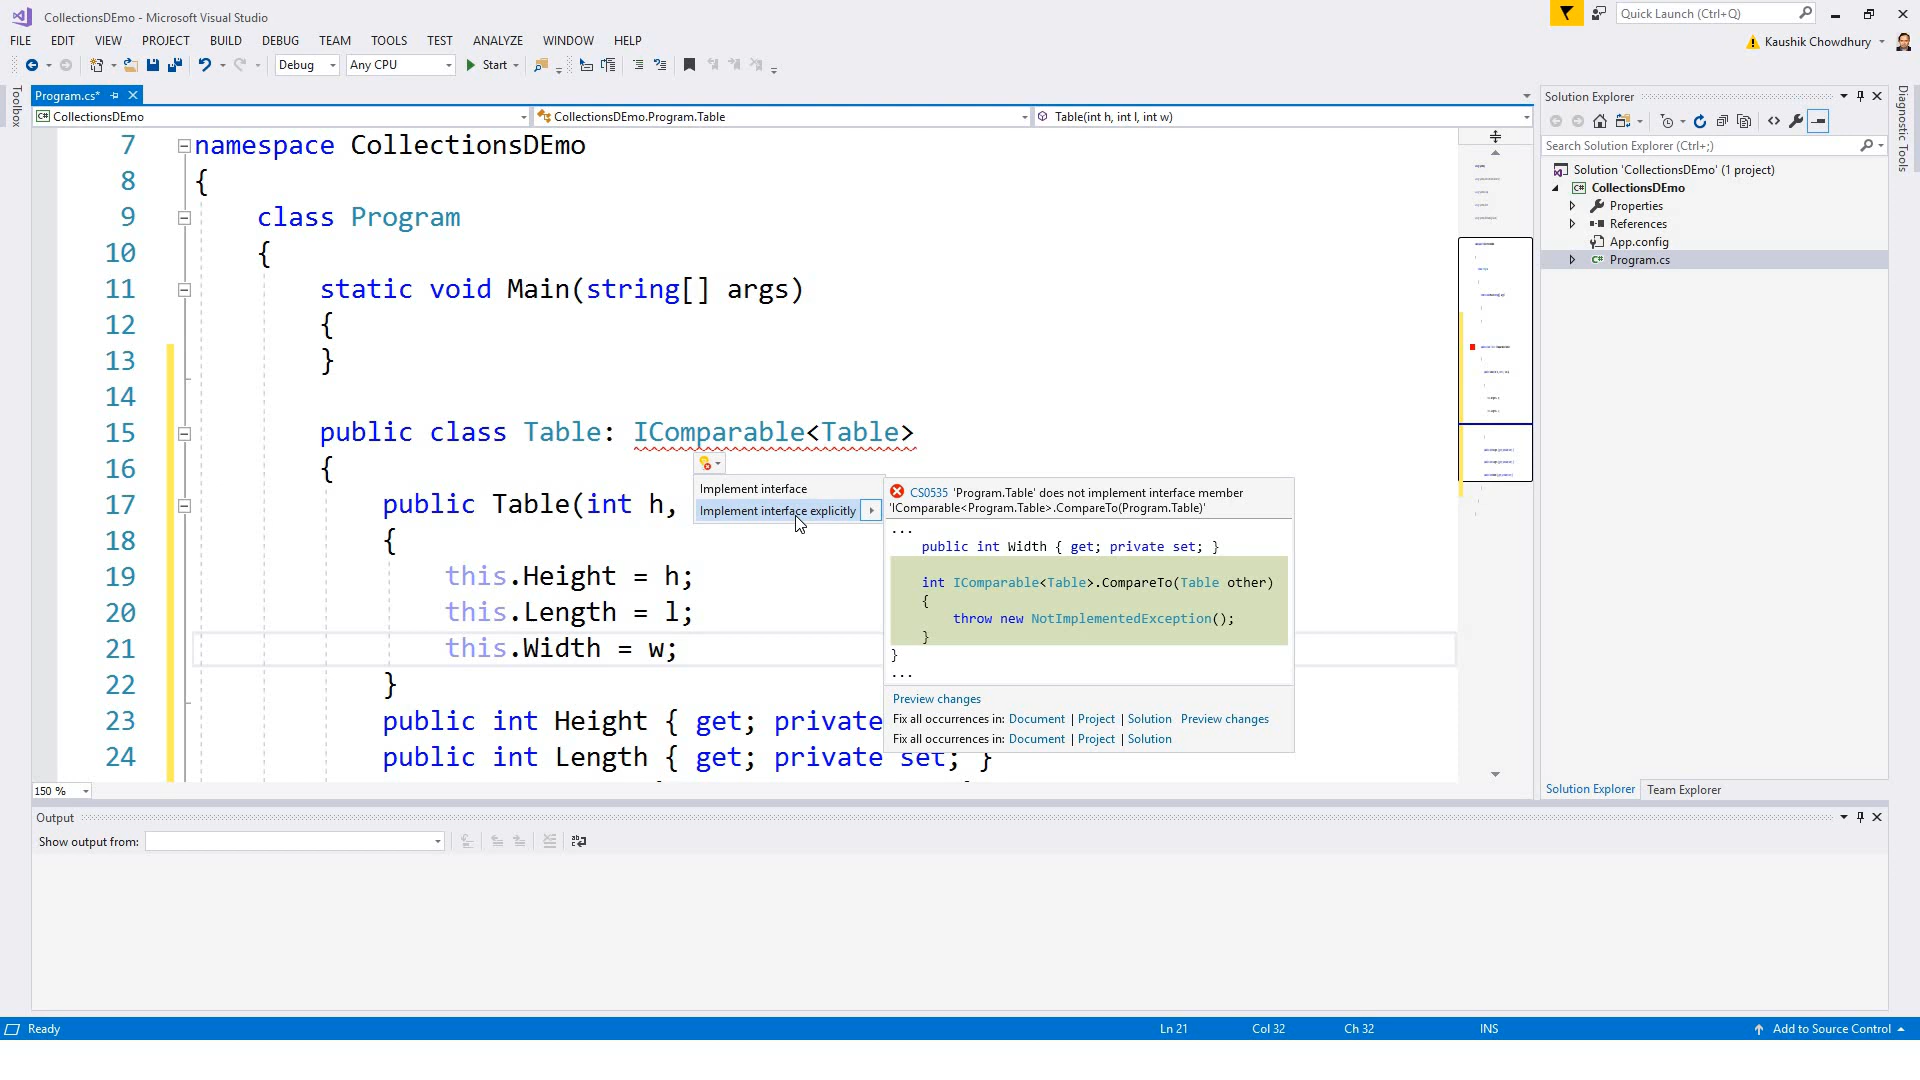 CollectionsDEmo - Microsoft Visual Studio
Quick Launch (Ctrl+Q)
FILE EDIT VIEW PROJECT BUILD DEBUG TEAM TOOLS TEST ANALYZE WINDOW HELP
Kaushik Chowdhury
Debug Any CPU Start
Toolbox
Program.cs*
CollectionsDEmo CollectionsDEmo.Program.Table Table(int h, int l, int w)
7 namespace CollectionsDEmo
8 {
9 class Program
10 {
11 static void Main(string[] args)
12 {
13 }
14
15 public class Table: IComparable<Table>
16 {
17 public Table(int h,
18 {
19 this.Height = h;
20 this.Length = l;
21 this.Width = w;
22 }
23 public int Height { get; private
24 public int Length { get; private set; }
Implement interface
Implement interface explicitly
CS0535 'Program.Table' does not implement interface member
'IComparable<Program.Table>.CompareTo(Program.Table)'
...
public int Width { get; private set; }
int IComparable<Table>.CompareTo(Table other)
{
throw new NotImplementedException();
}
}
...
Preview changes
Fix all occurrences in: Document | Project | Solution Preview changes
Fix all occurrences in: Document | Project | Solution
150 %
Solution Explorer
Search Solution Explorer (Ctrl+;)
Solution 'CollectionsDEmo' (1 project)
C# CollectionsDEmo
Properties
References
App.config
C# Program.cs
Solution Explorer Team Explorer
Diagnostic Tools
Output
Show output from:
Ready Ln 21 Col 32 Ch 32 INS Add to Source Control